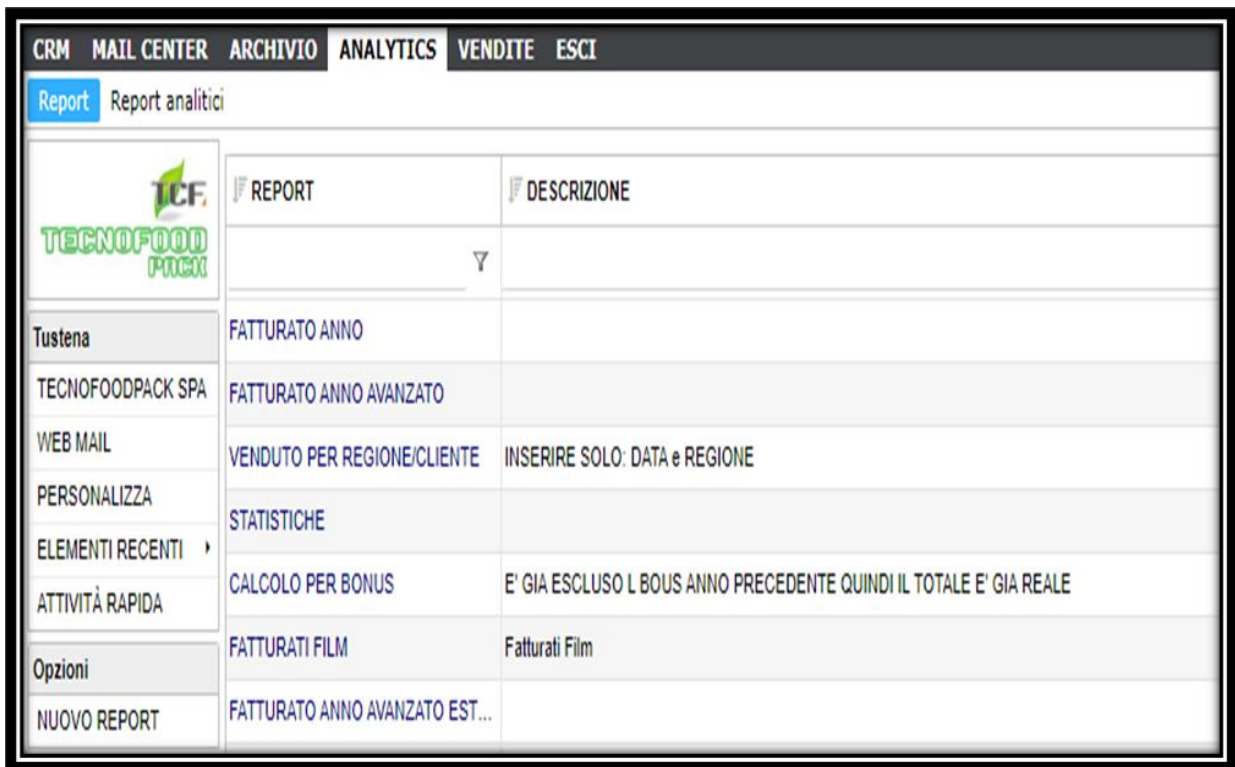 CRM MAIL CENTER ARCHIVIO ANALYTICS VENDITE ESCI
Report Report analitici
TCF.
TECNOFOOD
PACK
Tustena
TECNOFOODPACK SPA
WEB MAIL
PERSONALIZZA
ELEMENTI RECENTI
ATTIVITÀ RAPIDA
Opzioni
NUOVO REPORT
REPORT DESCRIZIONE
FATTURATO ANNO
FATTURATO ANNO AVANZATO
VENDUTO PER REGIONE/CLIENTE INSERIRE SOLO: DATA e REGIONE
STATISTICHE
CALCOLO PER BONUS E' GIA ESCLUSO L BOUS ANNO PRECEDENTE QUINDI IL TOTALE E' GIA REALE
FATTURATI FILM Fatturati Film
FATTURATO ANNO AVANZATO EST...